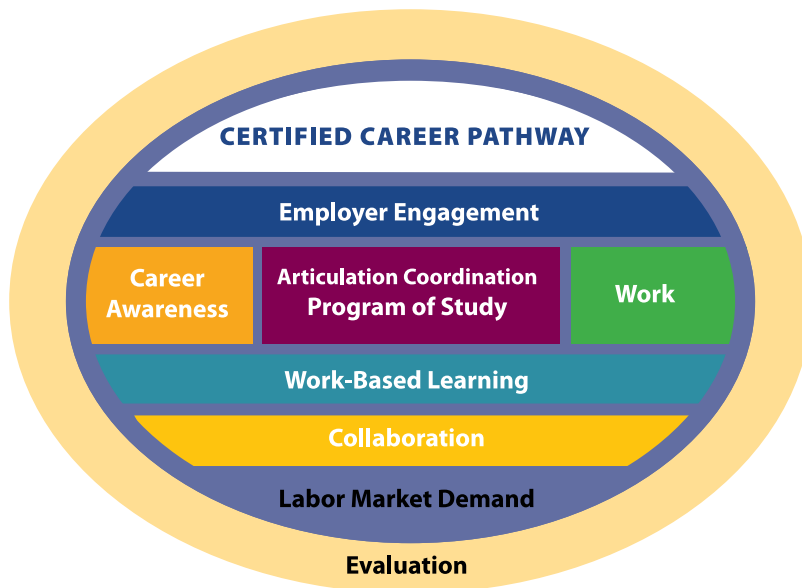 CERTIFIED CAREER PATHWAY
Employer Engagement
Career
Awareness
Articulation Coordination
Program of Study
Work
Work-Based Learning
Collaboration
Labor Market Demand
Evaluation